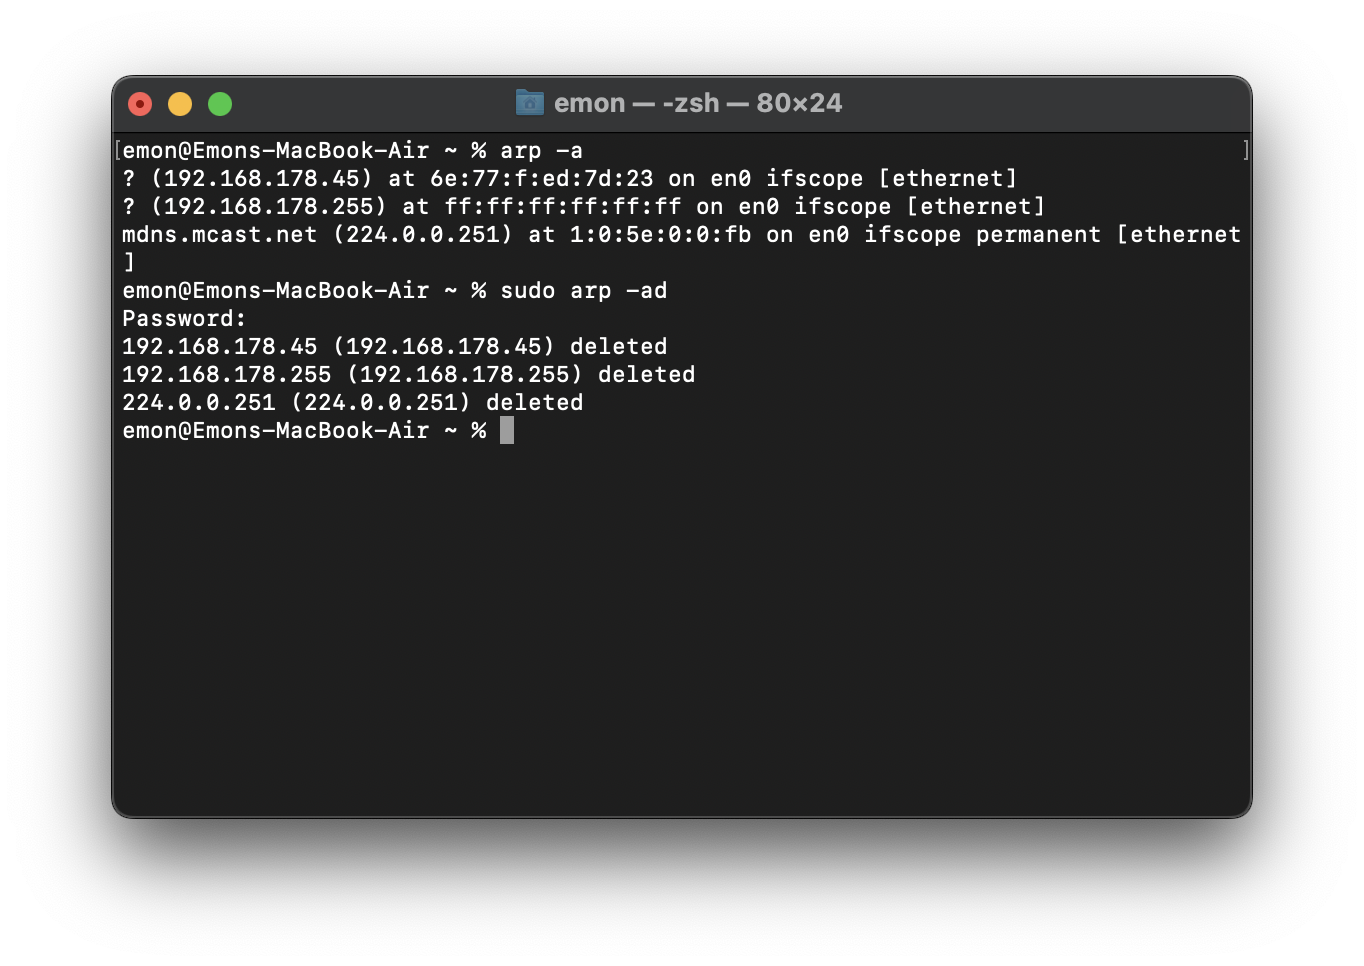 emon — -zsh — 80×24
[emon@Emons-MacBook-Air ~ % arp -a ]
? (192.168.178.45) at 6e:77:f:ed:7d:23 on en0 ifscope [ethernet]
? (192.168.178.255) at ff:ff:ff:ff:ff:ff on en0 ifscope [ethernet]
mdns.mcast.net (224.0.0.251) at 1:0:5e:0:0:fb on en0 ifscope permanent [ethernet
]
emon@Emons-MacBook-Air ~ % sudo arp -ad
Password:
192.168.178.45 (192.168.178.45) deleted
192.168.178.255 (192.168.178.255) deleted
224.0.0.251 (224.0.0.251) deleted
emon@Emons-MacBook-Air ~ %